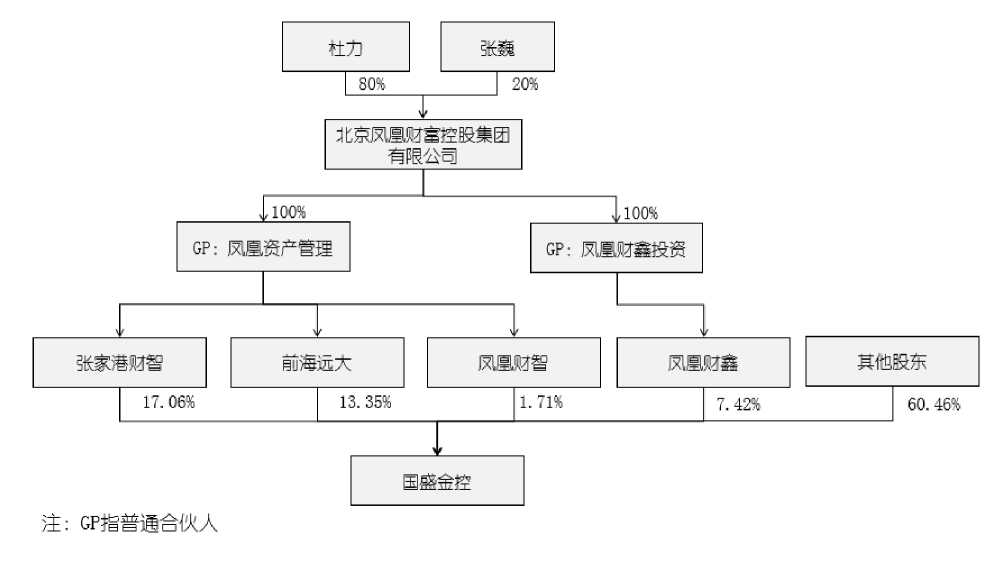 杜力
张巍
80%
20%
北京凤凰财富控股集团
有限公司
100%
100%
GP：凤凰资产管理
GP：凤凰财鑫投资
张家港财智
前海远大
凤凰财智
凤凰财鑫
其他股东
17.06%
13.35%
1.71%
7.42%
60.46%
国盛金控
注：GP指普通合伙人